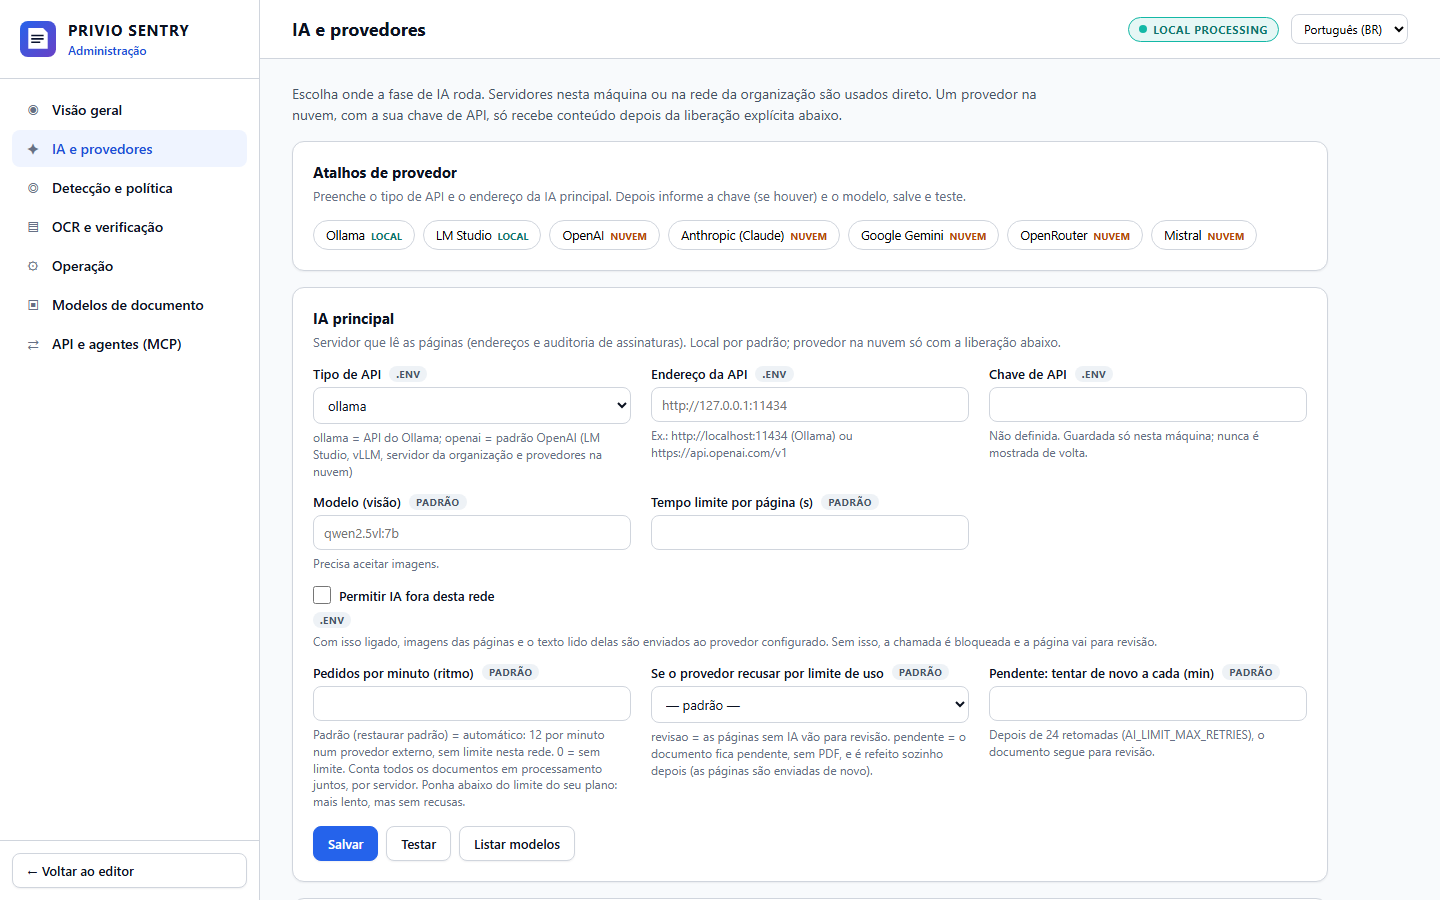 PRIVIO SENTRY
Administração
Visão geral
IA e provedores
Detecção e política
OCR e verificação
Operação
Modelos de documento
API e agentes (MCP)
← Voltar ao editor
IA e provedores
LOCAL PROCESSING
Português (BR)
Escolha onde a fase de IA roda. Servidores nesta máquina ou na rede da organização são usados direto. Um provedor na
nuvem, com a sua chave de API, só recebe conteúdo depois da liberação explícita abaixo.
Atalhos de provedor
Preenche o tipo de API e o endereço da IA principal. Depois informe a chave (se houver) e o modelo, salve e teste.
Ollama LOCAL
LM Studio LOCAL
OpenAI NUVEM
Anthropic (Claude) NUVEM
Google Gemini NUVEM
OpenRouter NUVEM
Mistral NUVEM
IA principal
Servidor que lê as páginas (endereços e auditoria de assinaturas). Local por padrão; provedor na nuvem só com a liberação abaixo.
Tipo de API .ENV
ollama
ollama = API do Ollama; openai = padrão OpenAI (LM
Studio, vLLM, servidor da organização e provedores na
nuvem)
Endereço da API .ENV
http://127.0.0.1:11434
Ex.: http://localhost:11434 (Ollama) ou
https://api.openai.com/v1
Chave de API .ENV
Não definida. Guardada só nesta máquina; nunca é
mostrada de volta.
Modelo (visão) PADRÃO
qwen2.5vl:7b
Precisa aceitar imagens.
Tempo limite por página (s) PADRÃO
Permitir IA fora desta rede
.ENV
Com isso ligado, imagens das páginas e o texto lido delas são enviados ao provedor configurado. Sem isso, a chamada é bloqueada e a página vai para revisão.
Pedidos por minuto (ritmo) PADRÃO
Padrão (restaurar padrão) = automático: 12 por minuto
num provedor externo, sem limite nesta rede. 0 = sem
limite. Conta todos os documentos em processamento
juntos, por servidor. Ponha abaixo do limite do seu plano:
mais lento, mas sem recusas.
Se o provedor recusar por limite de uso PADRÃO
— padrão —
revisao = as páginas sem IA vão para revisão. pendente = o
documento fica pendente, sem PDF, e é refeito sozinho
depois (as páginas são enviadas de novo).
Pendente: tentar de novo a cada (min) PADRÃO
Depois de 24 retomadas (AI_LIMIT_MAX_RETRIES), o
documento segue para revisão.
Salvar
Testar
Listar modelos